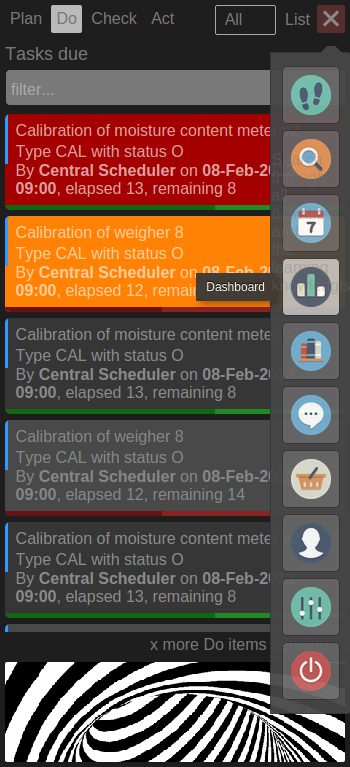 Plan Do Check Act All List
Tasks due
filter...
Calibration of moisture content mete
Type CAL with status O
By Central Scheduler on 08-Feb-20
09:00, elapsed 13, remaining 8
Calibration of weigher 8
Type CAL with status O
By Central Scheduler on 08-Feb-20
09:00, elapsed 12, remain
Dashboard
Calibration of moisture content mete
Type CAL with status O
By Central Scheduler on 08-Feb-20
09:00, elapsed 13, remaining 8
Calibration of weigher 8
Type CAL with status O
By Central Scheduler on 08-Feb-20
09:00, elapsed 12, remaining 14
Calibration of moisture content mete
Type CAL with status O
By Central Scheduler on 08-Feb-20
09:00, elapsed 13, remaining 8
x more Do items
7